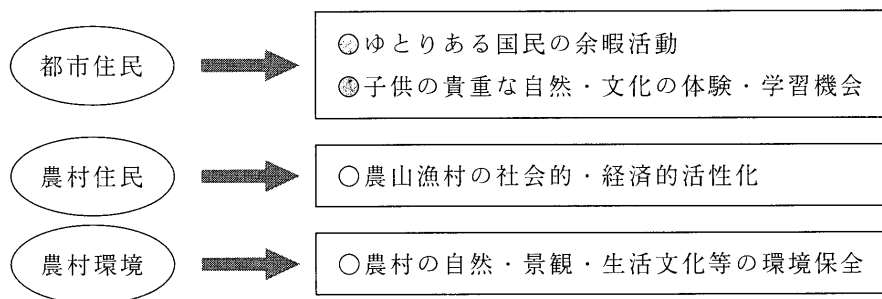 都市住民
◎ゆとりある国民の余暇活動
◎子供の貴重な自然・文化の体験・学習機会
農村住民
○農山漁村の社会的・経済的活性化
農村環境
○農村の自然・景観・生活文化等の環境保全